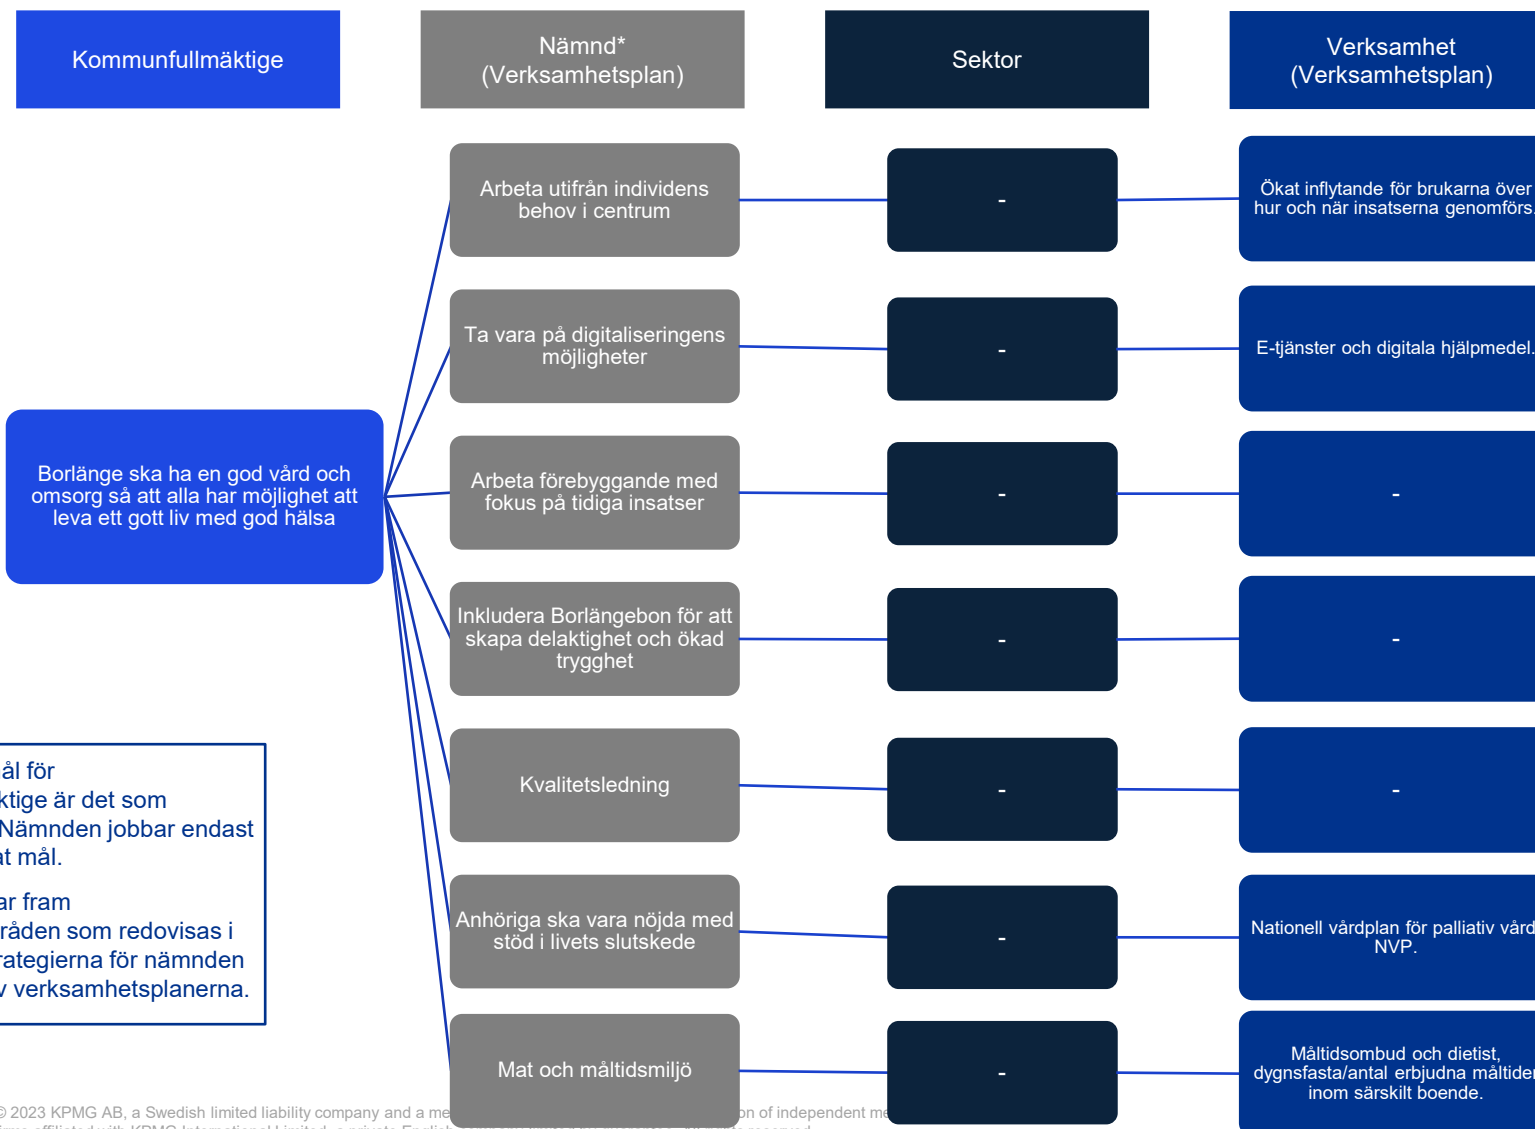 Kommunfullmäktige
Nämnd*
(Verksamhetsplan)
Sektor
Verksamhet
(Verksamhetsplan)
Borlänge ska ha en god vård och
omsorg så att alla har möjlighet att
leva ett gott liv med god hälsa
Arbeta utifrån individens
behov i centrum
-
Ökat inflytande för brukarna över
hur och när insatserna genomförs.
Ta vara på digitaliseringens
möjligheter
-
E-tjänster och digitala hjälpmedel.
Arbeta förebyggande med
fokus på tidiga insatser
-
-
Inkludera Borlängebon för att
skapa delaktighet och ökad
trygghet
-
-
Kvalitetsledning
-
-
Anhöriga ska vara nöjda med
stöd i livets slutskede
-
Nationell vårdplan för palliativ vård
NVP.
Mat och måltidsmiljö
-
Måltidsombud och dietist,
dygnsfasta/antal erbjudna måltider
inom särskilt boende.
ål för
ktige är det som
Nämnden jobbar endast
at mål.
ar fram
råden som redovisas i
rategierna för nämnden
v verksamhetsplanerna.
© 2023 KPMG AB, a Swedish limited liability company and a me
on of independent me